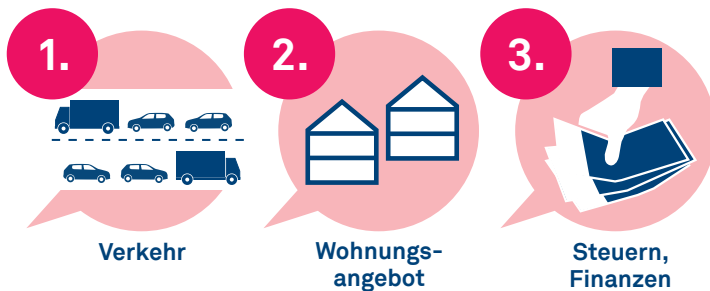 1.
2.
3.
Verkehr
Wohnungs-
angebot
Steuern,
Finanzen